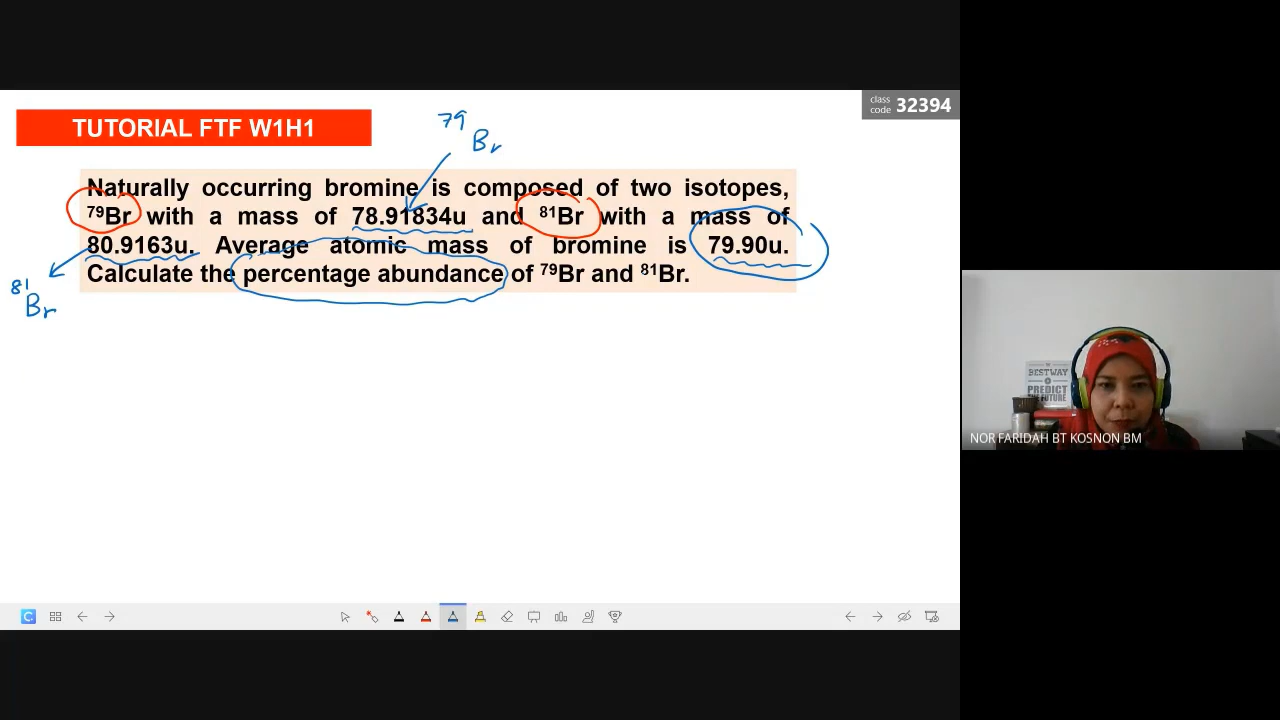 class
code 32394
TUTORIAL FTF W1H1
79
Br
Naturally occurring bromine is composed of two isotopes,
⁷⁹Br with a mass of 78.91834u and ⁸¹Br with a mass of
80.9163u. Average atomic mass of bromine is 79.90u.
Calculate the percentage abundance of ⁷⁹Br and ⁸¹Br.
81
Br
BESTWAY
PREDICT
THE FUTURE
NOR FARIDAH BT KOSNON BM